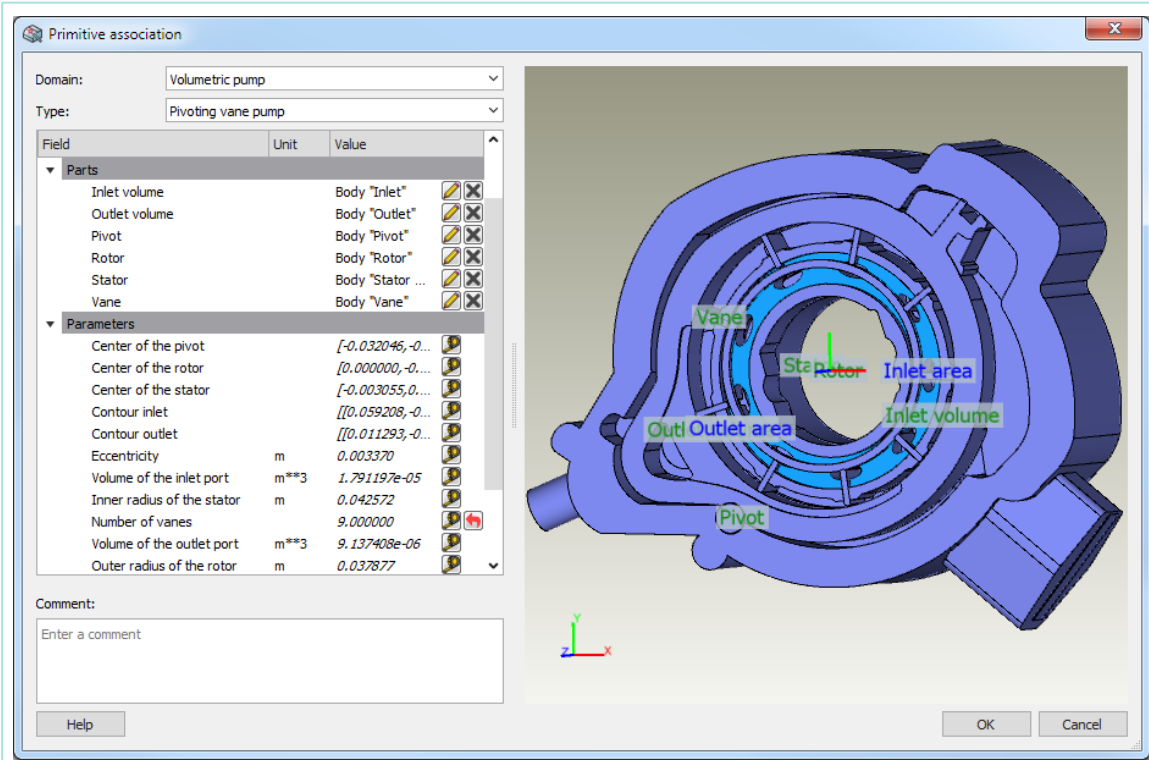 Primitive association
Domain: Volumetric pump
Type: Pivoting vane pump
Field Unit Value
Parts
Inlet volume Body "Inlet"
Outlet volume Body "Outlet"
Pivot Body "Pivot"
Rotor Body "Rotor"
Stator Body "Stator ...
Vane Body "Vane"
Parameters
Center of the pivot [-0.032046,-0...
Center of the rotor [0.000000,-0....
Center of the stator [-0.003055,0....
Contour inlet [[0.059208,-0...
Contour outlet [[0.011293,-0...
Eccentricity m 0.003370
Volume of the inlet port m**3 1.791197e-05
Inner radius of the stator m 0.042572
Number of vanes 9.000000
Volume of the outlet port m**3 9.137408e-06
Outer radius of the rotor m 0.037877
Comment:
Enter a comment
Help
Vane
Sta Rotor Inlet area
Inlet volume
Outl Outlet area
Pivot
Y
Z X
OK Cancel